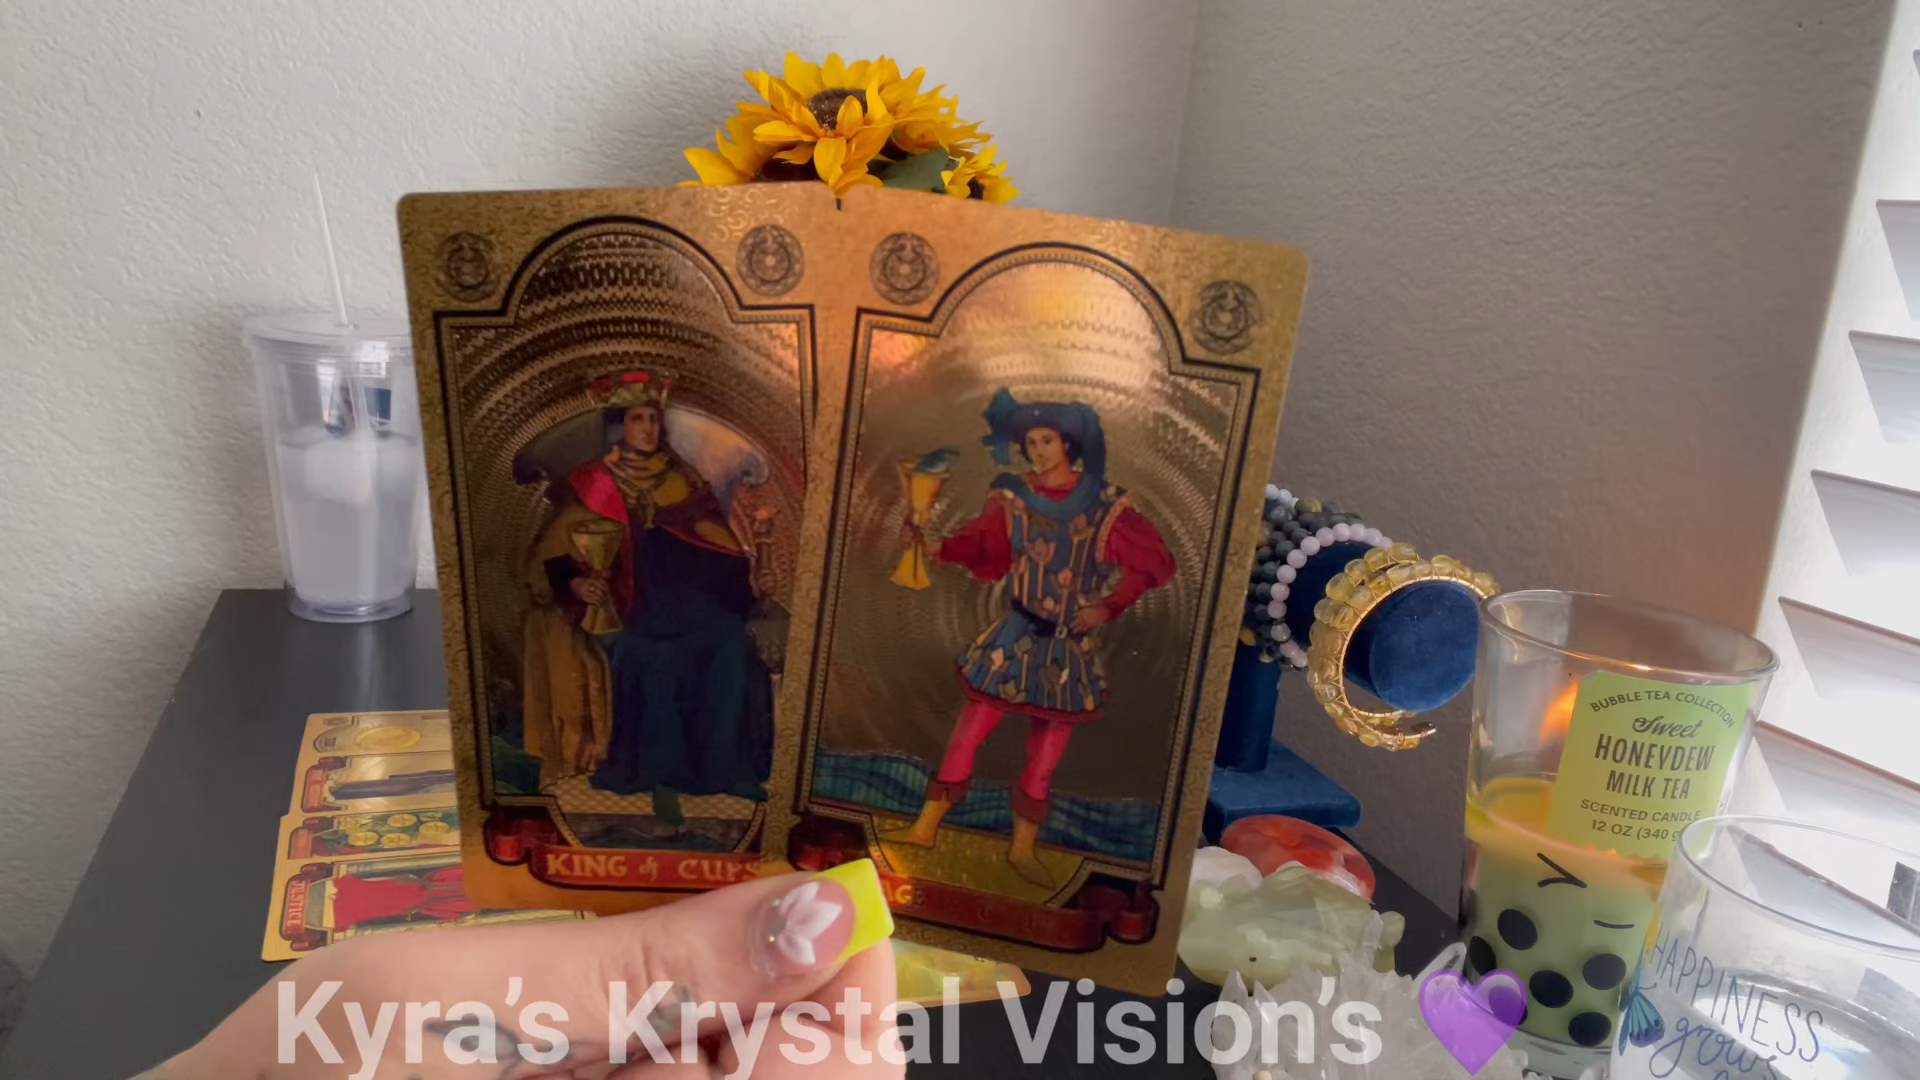 KING of CUPS
JUSTICE
BUBBLE TEA COLLECTION
Sweet
HONEYDEW
MILK TEA
SCENTED CANDLE
12 OZ (340 g
HAPPINESS
grows
Kyra's Krystal Vision's 💜